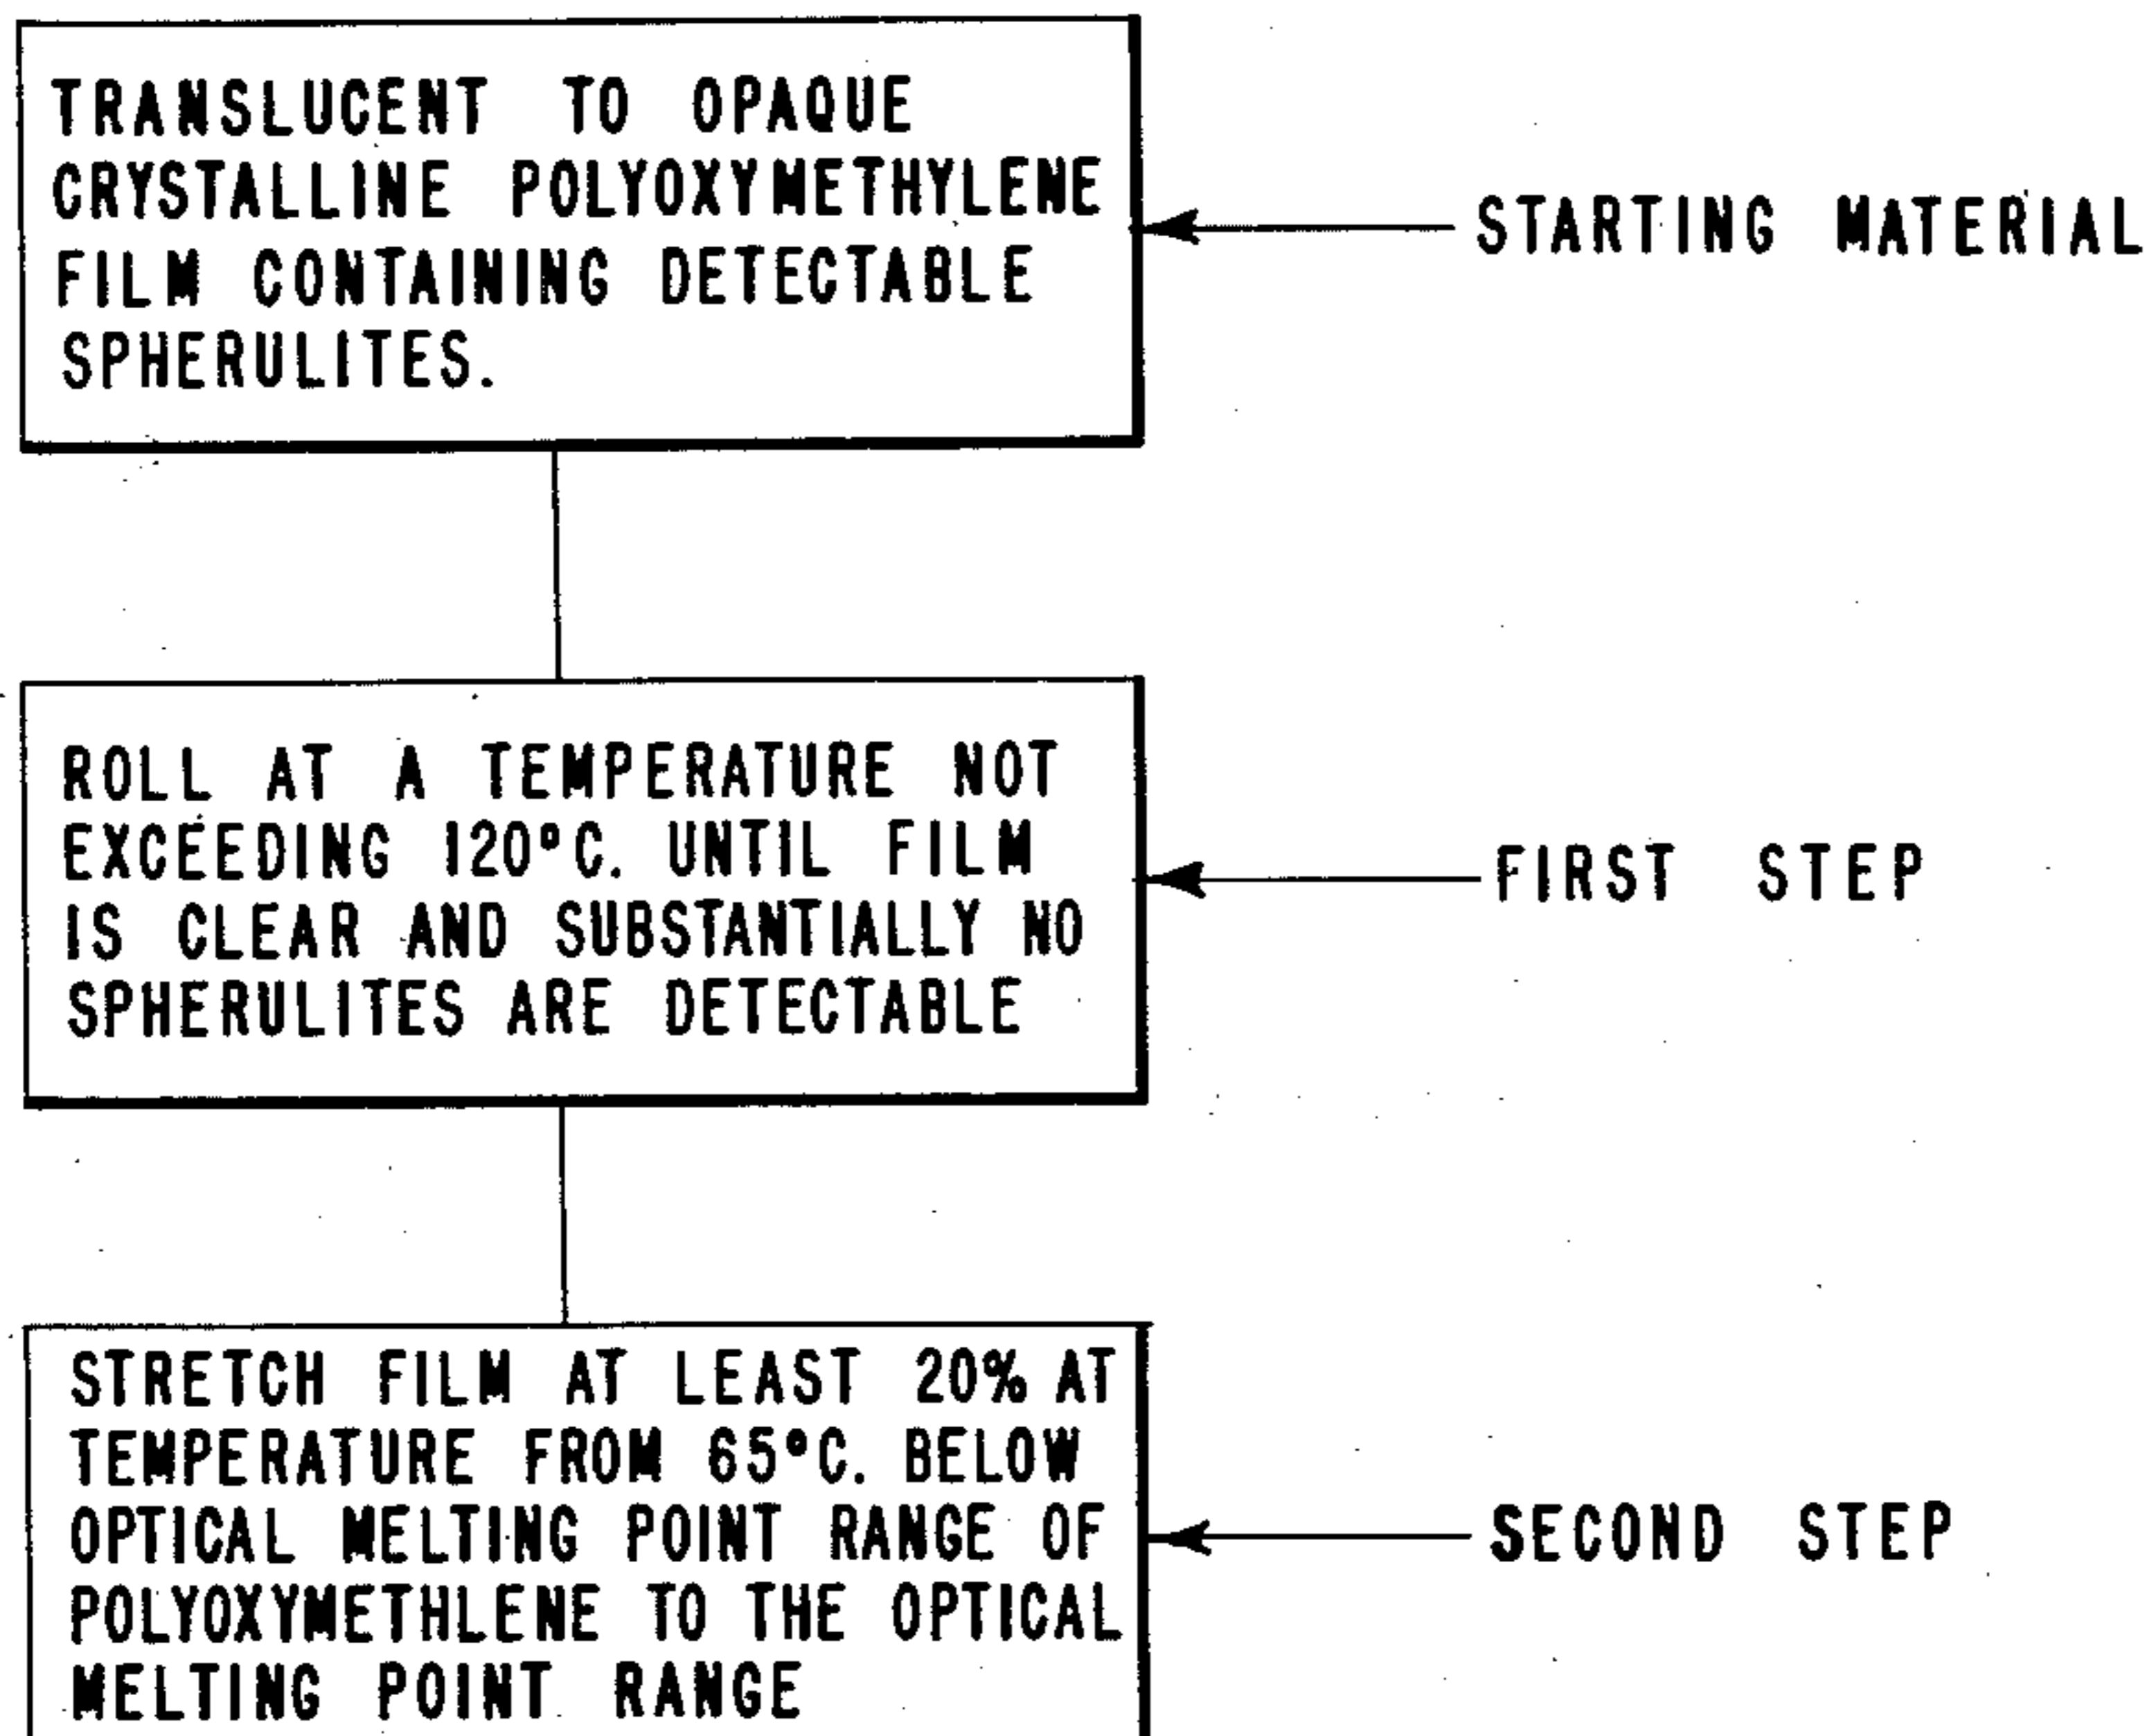 TRANSLUCENT TO OPAQUE
CRYSTALLINE POLYOXYMETHYLENE
FILM CONTAINING DETECTABLE
SPHERULITES.
STARTING MATERIAL
ROLL AT A TEMPERATURE NOT
EXCEEDING 120°C. UNTIL FILM
IS CLEAR AND SUBSTANTIALLY NO
SPHERULITES ARE DETECTABLE
FIRST STEP
STRETCH FILM AT LEAST 20% AT
TEMPERATURE FROM 65°C. BELOW
OPTICAL MELTING POINT RANGE OF
POLYOXYMETHLENE TO THE OPTICAL
MELTING POINT RANGE
SECOND STEP